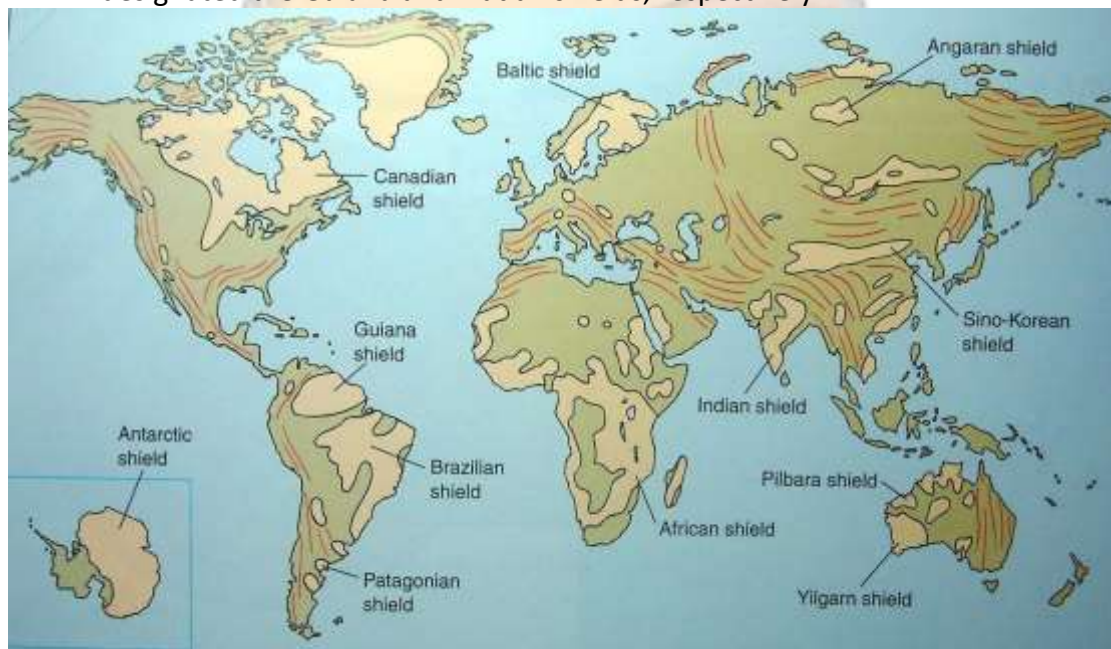 Angaran shield
Baltic shield
Canadian
shield
Guiana
shield
Sino-Korean
shield
Indian shield
Antarctic
shield
Brazilian
shield
Pilbara shield
African shield
Patagonian
shield
Yilgarn shield